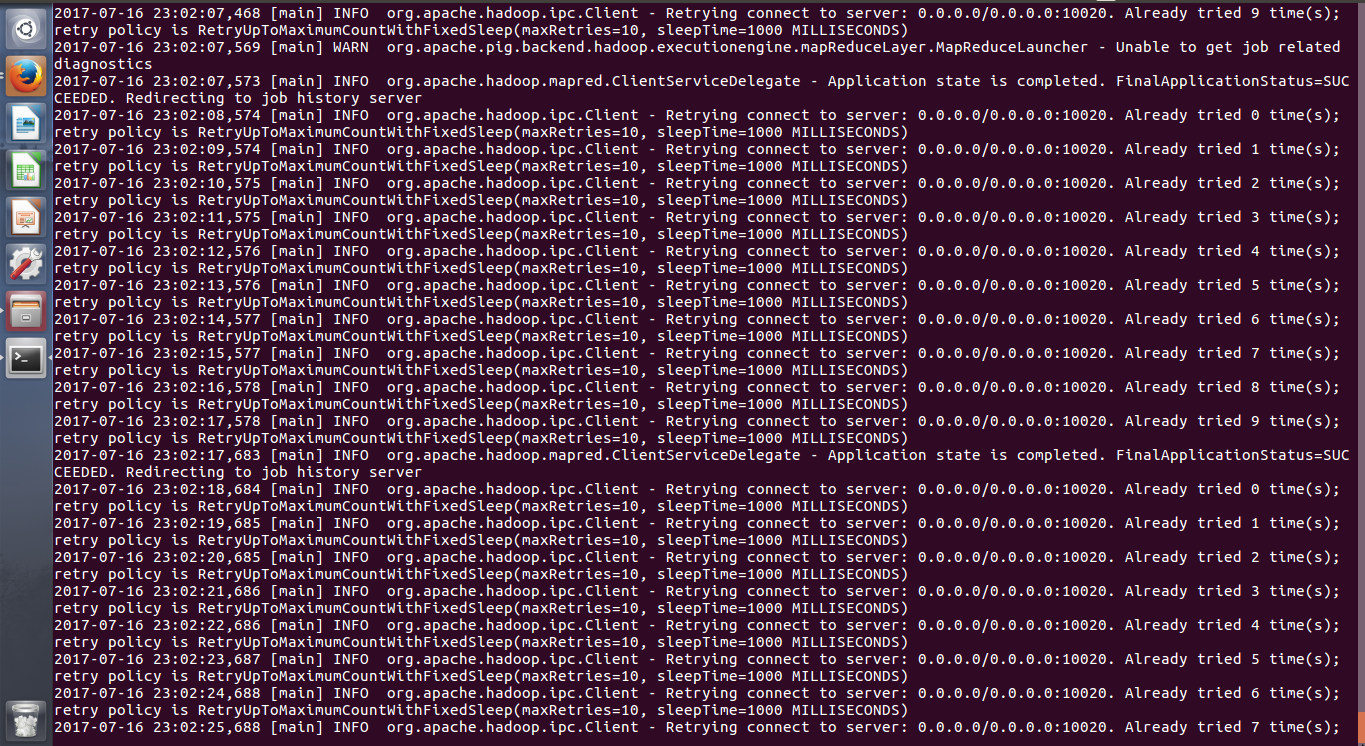 2017-07-16 23:02:07,468 [main] INFO  org.apache.hadoop.ipc.Client - Retrying connect to server: 0.0.0.0/0.0.0.0:10020. Already tried 9 time(s);
retry policy is RetryUpToMaximumCountWithFixedSleep(maxRetries=10, sleepTime=1000 MILLISECONDS)
2017-07-16 23:02:07,569 [main] WARN  org.apache.pig.backend.hadoop.executionengine.mapReduceLayer.MapReduceLauncher - Unable to get job related
diagnostics
2017-07-16 23:02:07,573 [main] INFO  org.apache.hadoop.mapred.ClientServiceDelegate - Application state is completed. FinalApplicationStatus=SUC
CEEDED. Redirecting to job history server
2017-07-16 23:02:08,574 [main] INFO  org.apache.hadoop.ipc.Client - Retrying connect to server: 0.0.0.0/0.0.0.0:10020. Already tried 0 time(s);
retry policy is RetryUpToMaximumCountWithFixedSleep(maxRetries=10, sleepTime=1000 MILLISECONDS)
2017-07-16 23:02:09,574 [main] INFO  org.apache.hadoop.ipc.Client - Retrying connect to server: 0.0.0.0/0.0.0.0:10020. Already tried 1 time(s);
retry policy is RetryUpToMaximumCountWithFixedSleep(maxRetries=10, sleepTime=1000 MILLISECONDS)
2017-07-16 23:02:10,575 [main] INFO  org.apache.hadoop.ipc.Client - Retrying connect to server: 0.0.0.0/0.0.0.0:10020. Already tried 2 time(s);
retry policy is RetryUpToMaximumCountWithFixedSleep(maxRetries=10, sleepTime=1000 MILLISECONDS)
2017-07-16 23:02:11,575 [main] INFO  org.apache.hadoop.ipc.Client - Retrying connect to server: 0.0.0.0/0.0.0.0:10020. Already tried 3 time(s);
retry policy is RetryUpToMaximumCountWithFixedSleep(maxRetries=10, sleepTime=1000 MILLISECONDS)
2017-07-16 23:02:12,576 [main] INFO  org.apache.hadoop.ipc.Client - Retrying connect to server: 0.0.0.0/0.0.0.0:10020. Already tried 4 time(s);
retry policy is RetryUpToMaximumCountWithFixedSleep(maxRetries=10, sleepTime=1000 MILLISECONDS)
2017-07-16 23:02:13,576 [main] INFO  org.apache.hadoop.ipc.Client - Retrying connect to server: 0.0.0.0/0.0.0.0:10020. Already tried 5 time(s);
retry policy is RetryUpToMaximumCountWithFixedSleep(maxRetries=10, sleepTime=1000 MILLISECONDS)
2017-07-16 23:02:14,577 [main] INFO  org.apache.hadoop.ipc.Client - Retrying connect to server: 0.0.0.0/0.0.0.0:10020. Already tried 6 time(s);
retry policy is RetryUpToMaximumCountWithFixedSleep(maxRetries=10, sleepTime=1000 MILLISECONDS)
2017-07-16 23:02:15,577 [main] INFO  org.apache.hadoop.ipc.Client - Retrying connect to server: 0.0.0.0/0.0.0.0:10020. Already tried 7 time(s);
retry policy is RetryUpToMaximumCountWithFixedSleep(maxRetries=10, sleepTime=1000 MILLISECONDS)
2017-07-16 23:02:16,578 [main] INFO  org.apache.hadoop.ipc.Client - Retrying connect to server: 0.0.0.0/0.0.0.0:10020. Already tried 8 time(s);
retry policy is RetryUpToMaximumCountWithFixedSleep(maxRetries=10, sleepTime=1000 MILLISECONDS)
2017-07-16 23:02:17,578 [main] INFO  org.apache.hadoop.ipc.Client - Retrying connect to server: 0.0.0.0/0.0.0.0:10020. Already tried 9 time(s);
retry policy is RetryUpToMaximumCountWithFixedSleep(maxRetries=10, sleepTime=1000 MILLISECONDS)
2017-07-16 23:02:17,683 [main] INFO  org.apache.hadoop.mapred.ClientServiceDelegate - Application state is completed. FinalApplicationStatus=SUC
CEEDED. Redirecting to job history server
2017-07-16 23:02:18,684 [main] INFO  org.apache.hadoop.ipc.Client - Retrying connect to server: 0.0.0.0/0.0.0.0:10020. Already tried 0 time(s);
retry policy is RetryUpToMaximumCountWithFixedSleep(maxRetries=10, sleepTime=1000 MILLISECONDS)
2017-07-16 23:02:19,685 [main] INFO  org.apache.hadoop.ipc.Client - Retrying connect to server: 0.0.0.0/0.0.0.0:10020. Already tried 1 time(s);
retry policy is RetryUpToMaximumCountWithFixedSleep(maxRetries=10, sleepTime=1000 MILLISECONDS)
2017-07-16 23:02:20,685 [main] INFO  org.apache.hadoop.ipc.Client - Retrying connect to server: 0.0.0.0/0.0.0.0:10020. Already tried 2 time(s);
retry policy is RetryUpToMaximumCountWithFixedSleep(maxRetries=10, sleepTime=1000 MILLISECONDS)
2017-07-16 23:02:21,686 [main] INFO  org.apache.hadoop.ipc.Client - Retrying connect to server: 0.0.0.0/0.0.0.0:10020. Already tried 3 time(s);
retry policy is RetryUpToMaximumCountWithFixedSleep(maxRetries=10, sleepTime=1000 MILLISECONDS)
2017-07-16 23:02:22,686 [main] INFO  org.apache.hadoop.ipc.Client - Retrying connect to server: 0.0.0.0/0.0.0.0:10020. Already tried 4 time(s);
retry policy is RetryUpToMaximumCountWithFixedSleep(maxRetries=10, sleepTime=1000 MILLISECONDS)
2017-07-16 23:02:23,687 [main] INFO  org.apache.hadoop.ipc.Client - Retrying connect to server: 0.0.0.0/0.0.0.0:10020. Already tried 5 time(s);
retry policy is RetryUpToMaximumCountWithFixedSleep(maxRetries=10, sleepTime=1000 MILLISECONDS)
2017-07-16 23:02:24,688 [main] INFO  org.apache.hadoop.ipc.Client - Retrying connect to server: 0.0.0.0/0.0.0.0:10020. Already tried 6 time(s);
retry policy is RetryUpToMaximumCountWithFixedSleep(maxRetries=10, sleepTime=1000 MILLISECONDS)
2017-07-16 23:02:25,688 [main] INFO  org.apache.hadoop.ipc.Client - Retrying connect to server: 0.0.0.0/0.0.0.0:10020. Already tried 7 time(s);